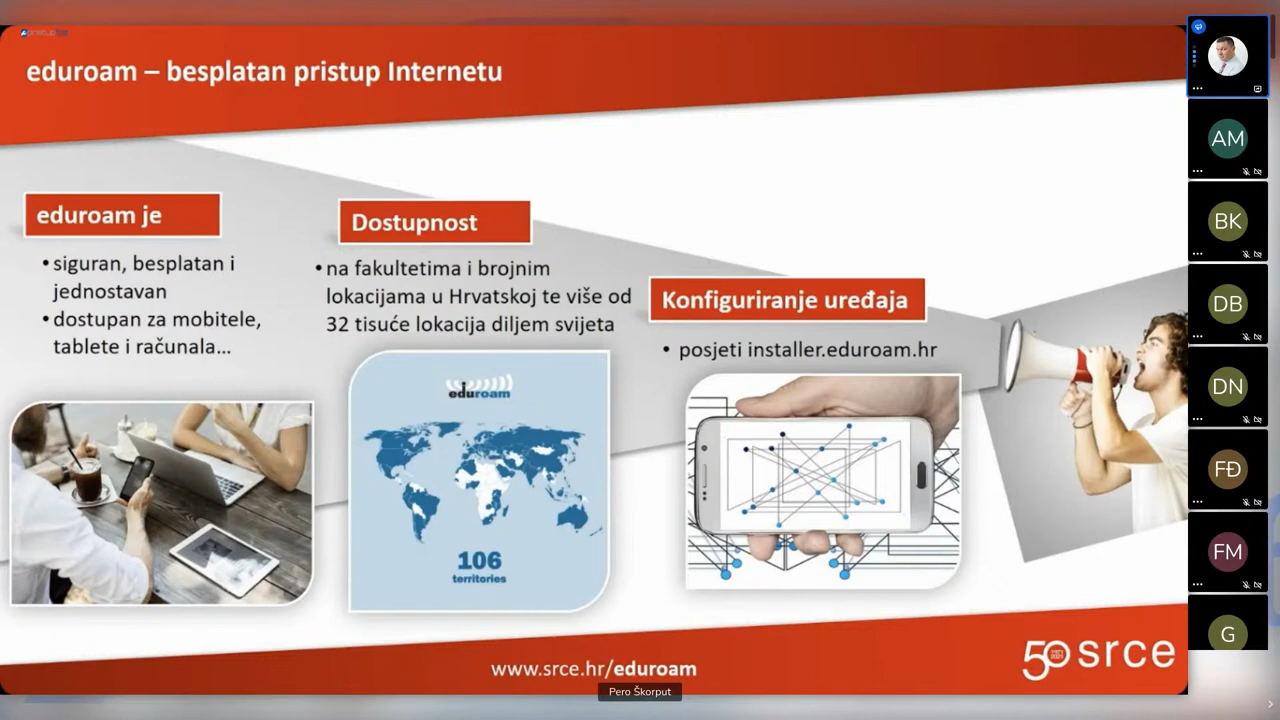 eduroam – besplatan pristup Internetu
eduroam je
• siguran, besplatan i
jednostavan
• dostupan za mobitele,
tablete i računala...
Dostupnost
• na fakultetima i brojnim
lokacijama u Hrvatskoj te više od
32 tisuće lokacija diljem svijeta
eduroam
106
territories
Konfiguriranje uređaja
• posjeti installer.eduroam.hr
www.srce.hr/eduroam
50 srce
Pero Škorput
AM
BK
DB
DN
FĐ
FM
G